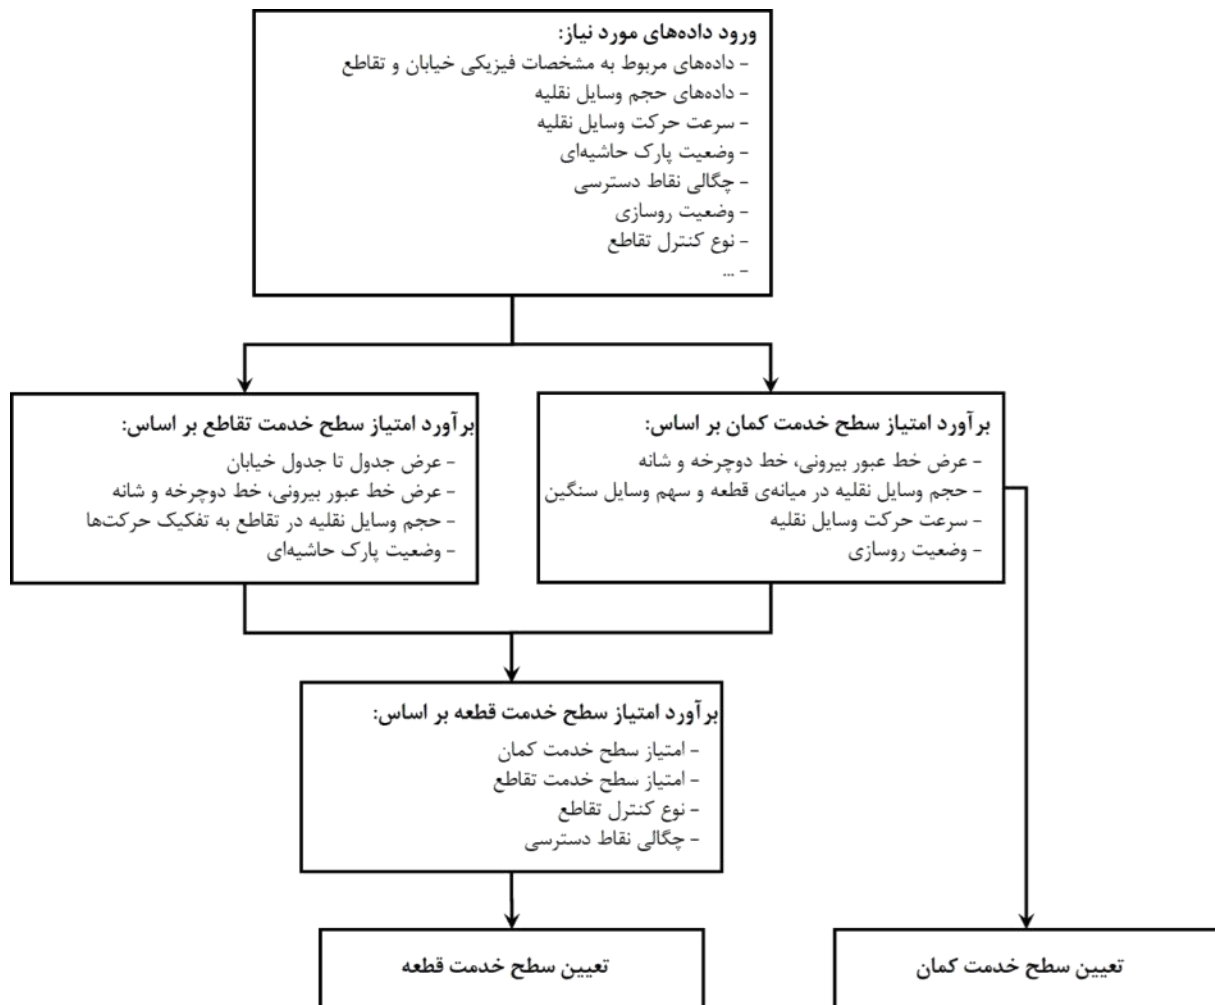 ورود داده‌های مورد نیاز:
- داده‌های مربوط به مشخصات فیزیکی خیابان و تقاطع
- داده‌های حجم وسایل نقلیه
- سرعت حرکت وسایل نقلیه
- وضعیت پارک حاشیه‌ای
- چگالی نقاط دسترسی
- وضعیت روسازی
- نوع کنترل تقاطع
- ...
برآورد امتیاز سطح خدمت کمان بر اساس:
- عرض خط عبور بیرونی، خط دوچرخه و شانه
- حجم وسایل نقلیه در میانه‌ی قطعه و سهم وسایل سنگین
- سرعت حرکت وسایل نقلیه
- وضعیت روسازی
برآورد امتیاز سطح خدمت تقاطع بر اساس:
- عرض جدول تا جدول خیابان
- عرض خط عبور بیرونی، خط دوچرخه و شانه
- حجم وسایل نقلیه در تقاطع به تفکیک حرکت‌ها
- وضعیت پارک حاشیه‌ای
برآورد امتیاز سطح خدمت قطعه بر اساس:
- امتیاز سطح خدمت کمان
- امتیاز سطح خدمت تقاطع
- نوع کنترل تقاطع
- چگالی نقاط دسترسی
تعیین سطح خدمت کمان
تعیین سطح خدمت قطعه